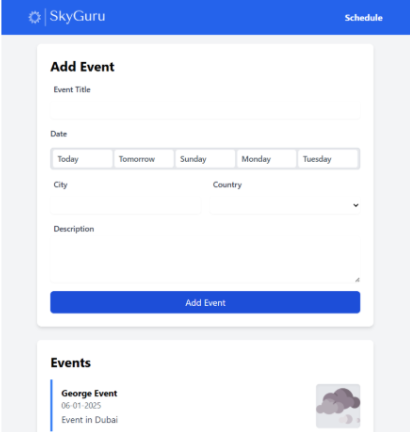 SkyGuru
Schedule
Add Event
Event Title
Date
Today Tomorrow Sunday Monday Tuesday
City Country
Description
Add Event
Events
George Event
06-01-2025
Event in Dubai